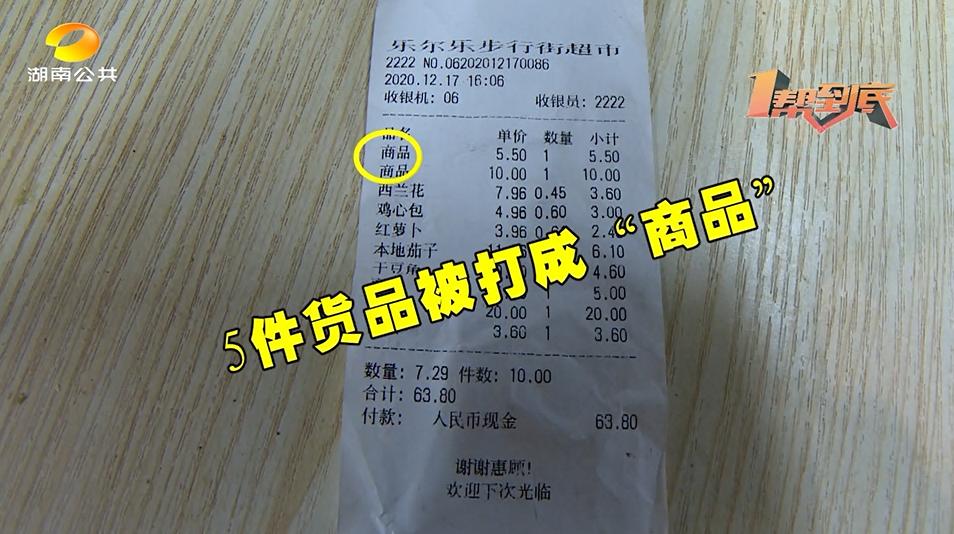 湖南公共
1帮到底
乐尔乐步行街超市
2222 NO.06202012170086
2020.12.17 16:06
收银机: 06 收银员: 2222
品名 单价 数量 小计
商品 5.50 1 5.50
商品 10.00 1 10.00
西兰花 7.96 0.45 3.60
鸡心包 4.96 0.60 3.00
红萝卜 3.96
本地茄子 6.10
干豆角 4.60
1 5.00
20.00 1 20.00
3.60 1 3.60
5件货品被打成“商品”
数量: 7.29 件数: 10.00
合计: 63.80
付款: 人民币现金 63.80
谢谢惠顾!
欢迎下次光临